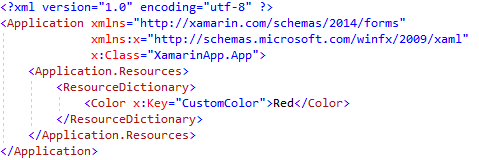 <?xml version="1.0" encoding="utf-8" ?>
<Application xmlns="http://xamarin.com/schemas/2014/forms"
             xmlns:x="http://schemas.microsoft.com/winfx/2009/xaml"
             x:Class="XamarinApp.App">
    <Application.Resources>
        <ResourceDictionary>
            <Color x:Key="CustomColor">Red</Color>
        </ResourceDictionary>
    </Application.Resources>
</Application>